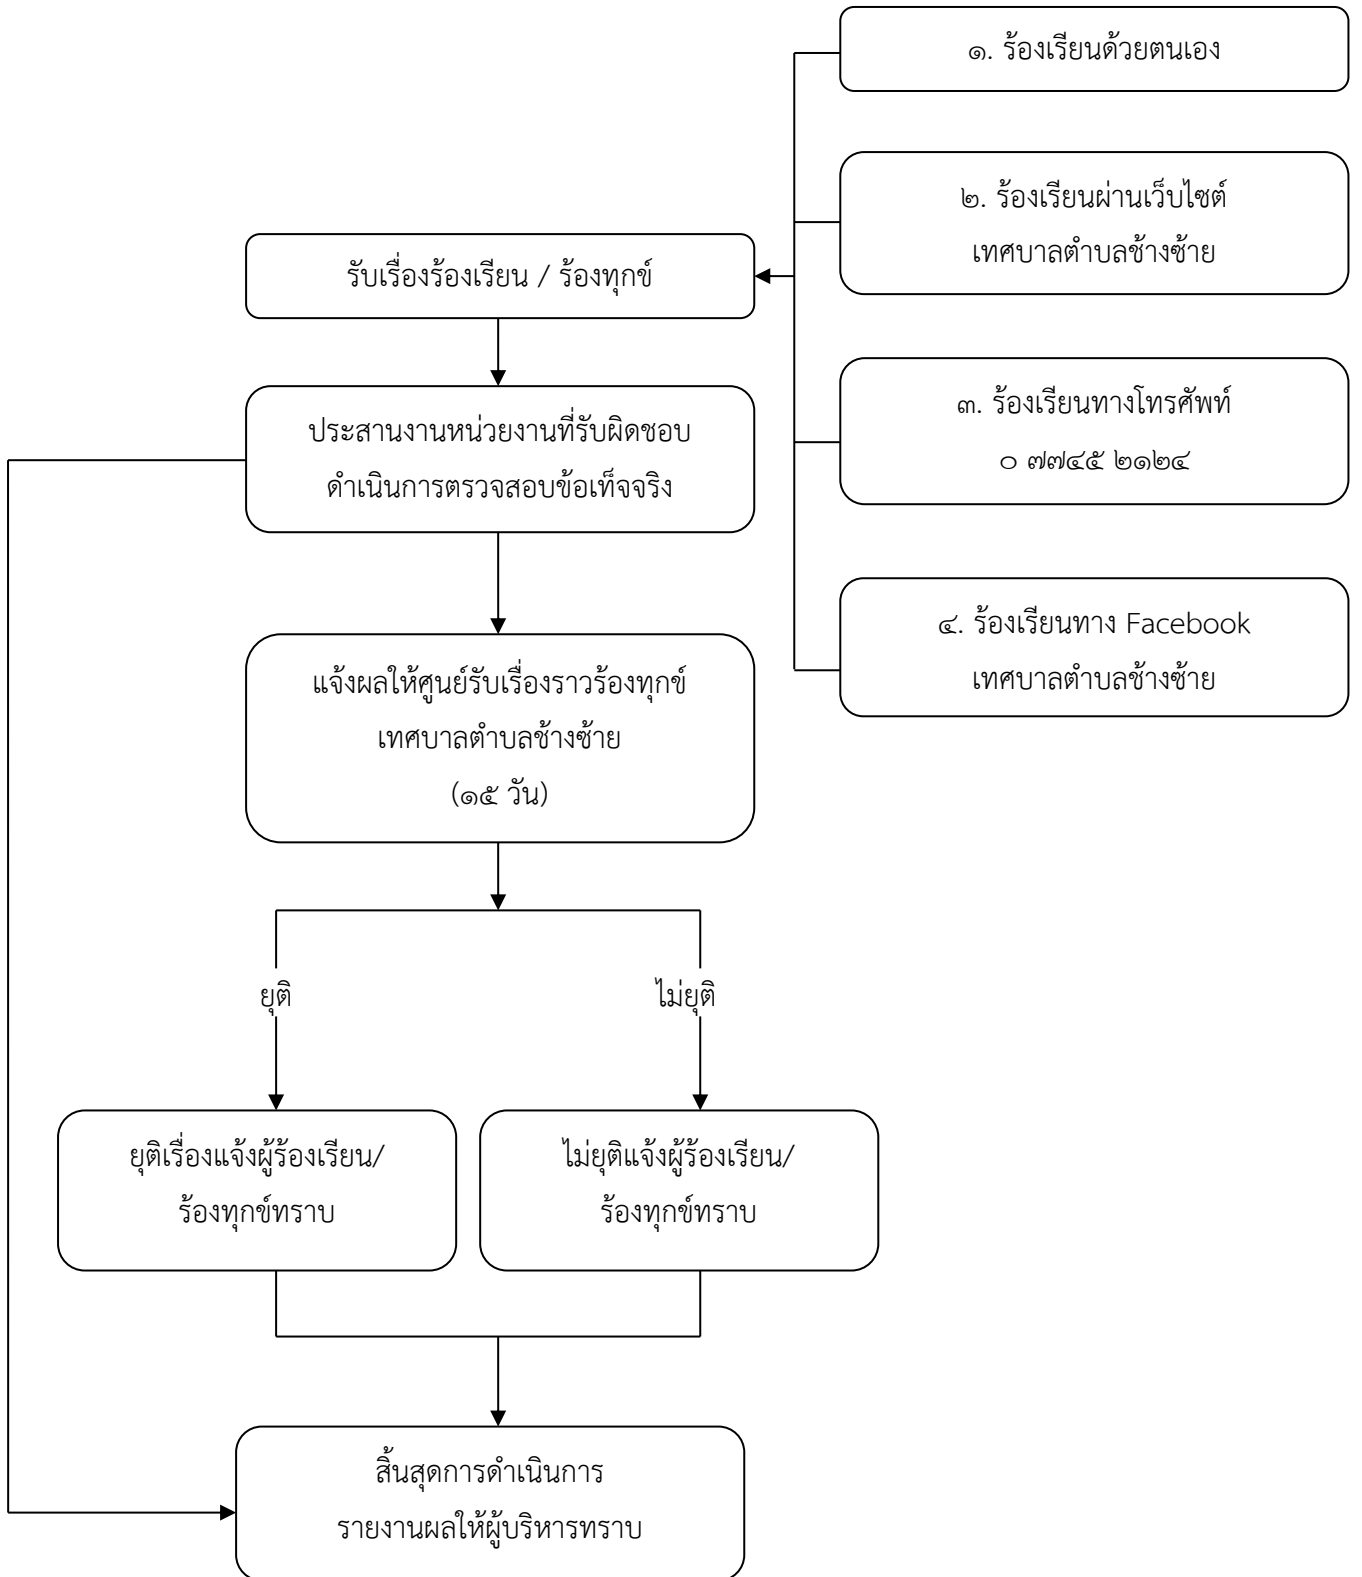 ๑. ร้องเรียนด้วยตนเอง
๒. ร้องเรียนผ่านเว็บไซต์
เทศบาลตำบลช้างซ้าย
รับเรื่องร้องเรียน / ร้องทุกข์
๓. ร้องเรียนทางโทรศัพท์
๐ ๗๗๔๕ ๒๑๒๔
ประสานงานหน่วยงานที่รับผิดชอบ
ดำเนินการตรวจสอบข้อเท็จจริง
๔. ร้องเรียนทาง Facebook
เทศบาลตำบลช้างซ้าย
แจ้งผลให้ศูนย์รับเรื่องราวร้องทุกข์
เทศบาลตำบลช้างซ้าย
(๑๕ วัน)
ยุติ
ไม่ยุติ
ยุติเรื่องแจ้งผู้ร้องเรียน/
ร้องทุกข์ทราบ
ไม่ยุติแจ้งผู้ร้องเรียน/
ร้องทุกข์ทราบ
สิ้นสุดการดำเนินการ
รายงานผลให้ผู้บริหารทราบ